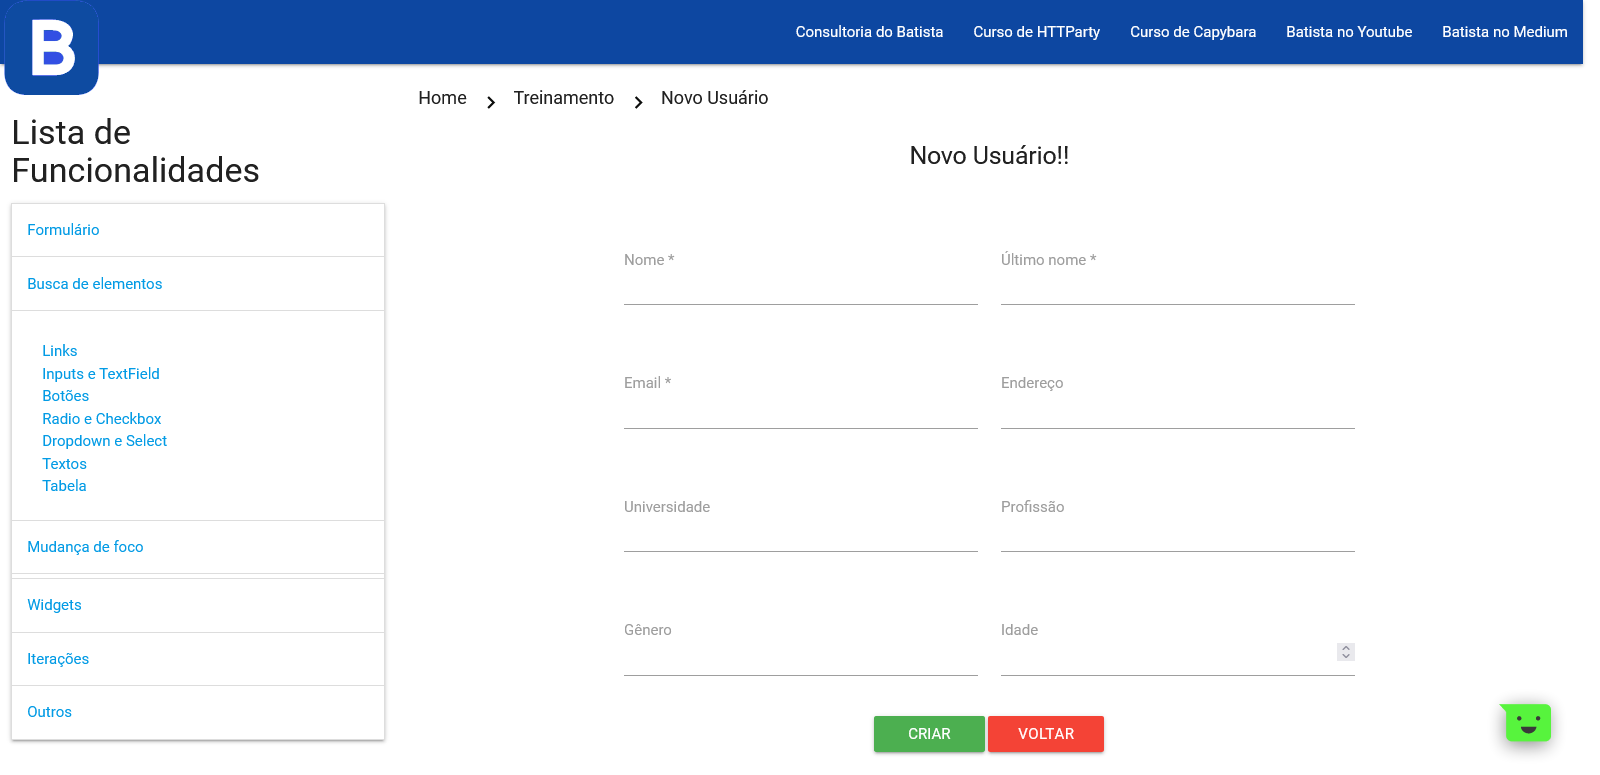 B
Consultoria do Batista Curso de HTTParty Curso de Capybara Batista no Youtube Batista no Medium
Home Treinamento Novo Usuário
Lista de
Funcionalidades
Formulário
Busca de elementos
Links
Inputs e TextField
Botões
Radio e Checkbox
Dropdown e Select
Textos
Tabela
Mudança de foco
Widgets
Iterações
Outros
Novo Usuário!!
Nome * Último nome *
Email * Endereço
Universidade Profissão
Gênero Idade
CRIAR VOLTAR